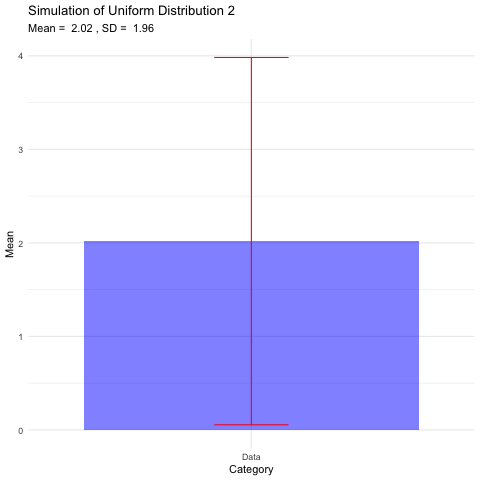 Simulation of Uniform Distribution 2
Mean =  2.02 , SD =  1.96
4
3
2
1
0
Mean
Data
Category